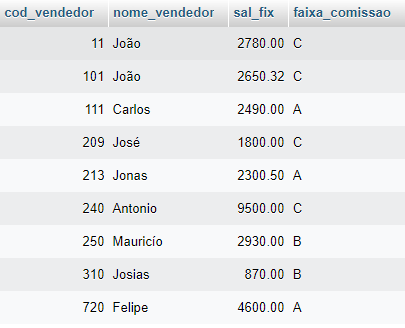 cod_vendedor nome_vendedor sal_fix faixa_comissao
11 João 2780.00 C
101 João 2650.32 C
111 Carlos 2490.00 A
209 José 1800.00 C
213 Jonas 2300.50 A
240 Antonio 9500.00 C
250 Mauricío 2930.00 B
310 Josias 870.00 B
720 Felipe 4600.00 A